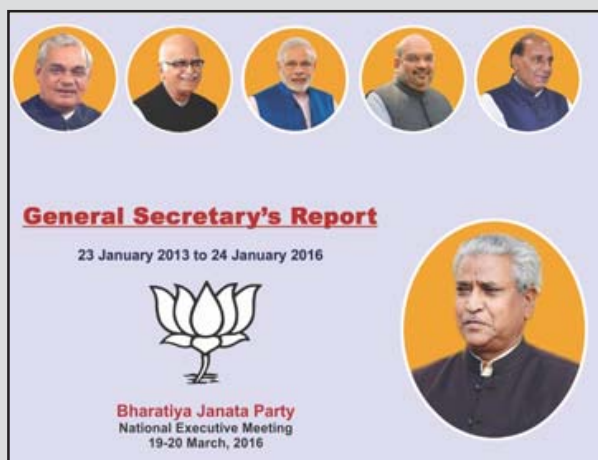 General Secretary's Report
23 January 2013 to 24 January 2016
Bharatiya Janata Party
National Executive Meeting
19-20 March, 2016